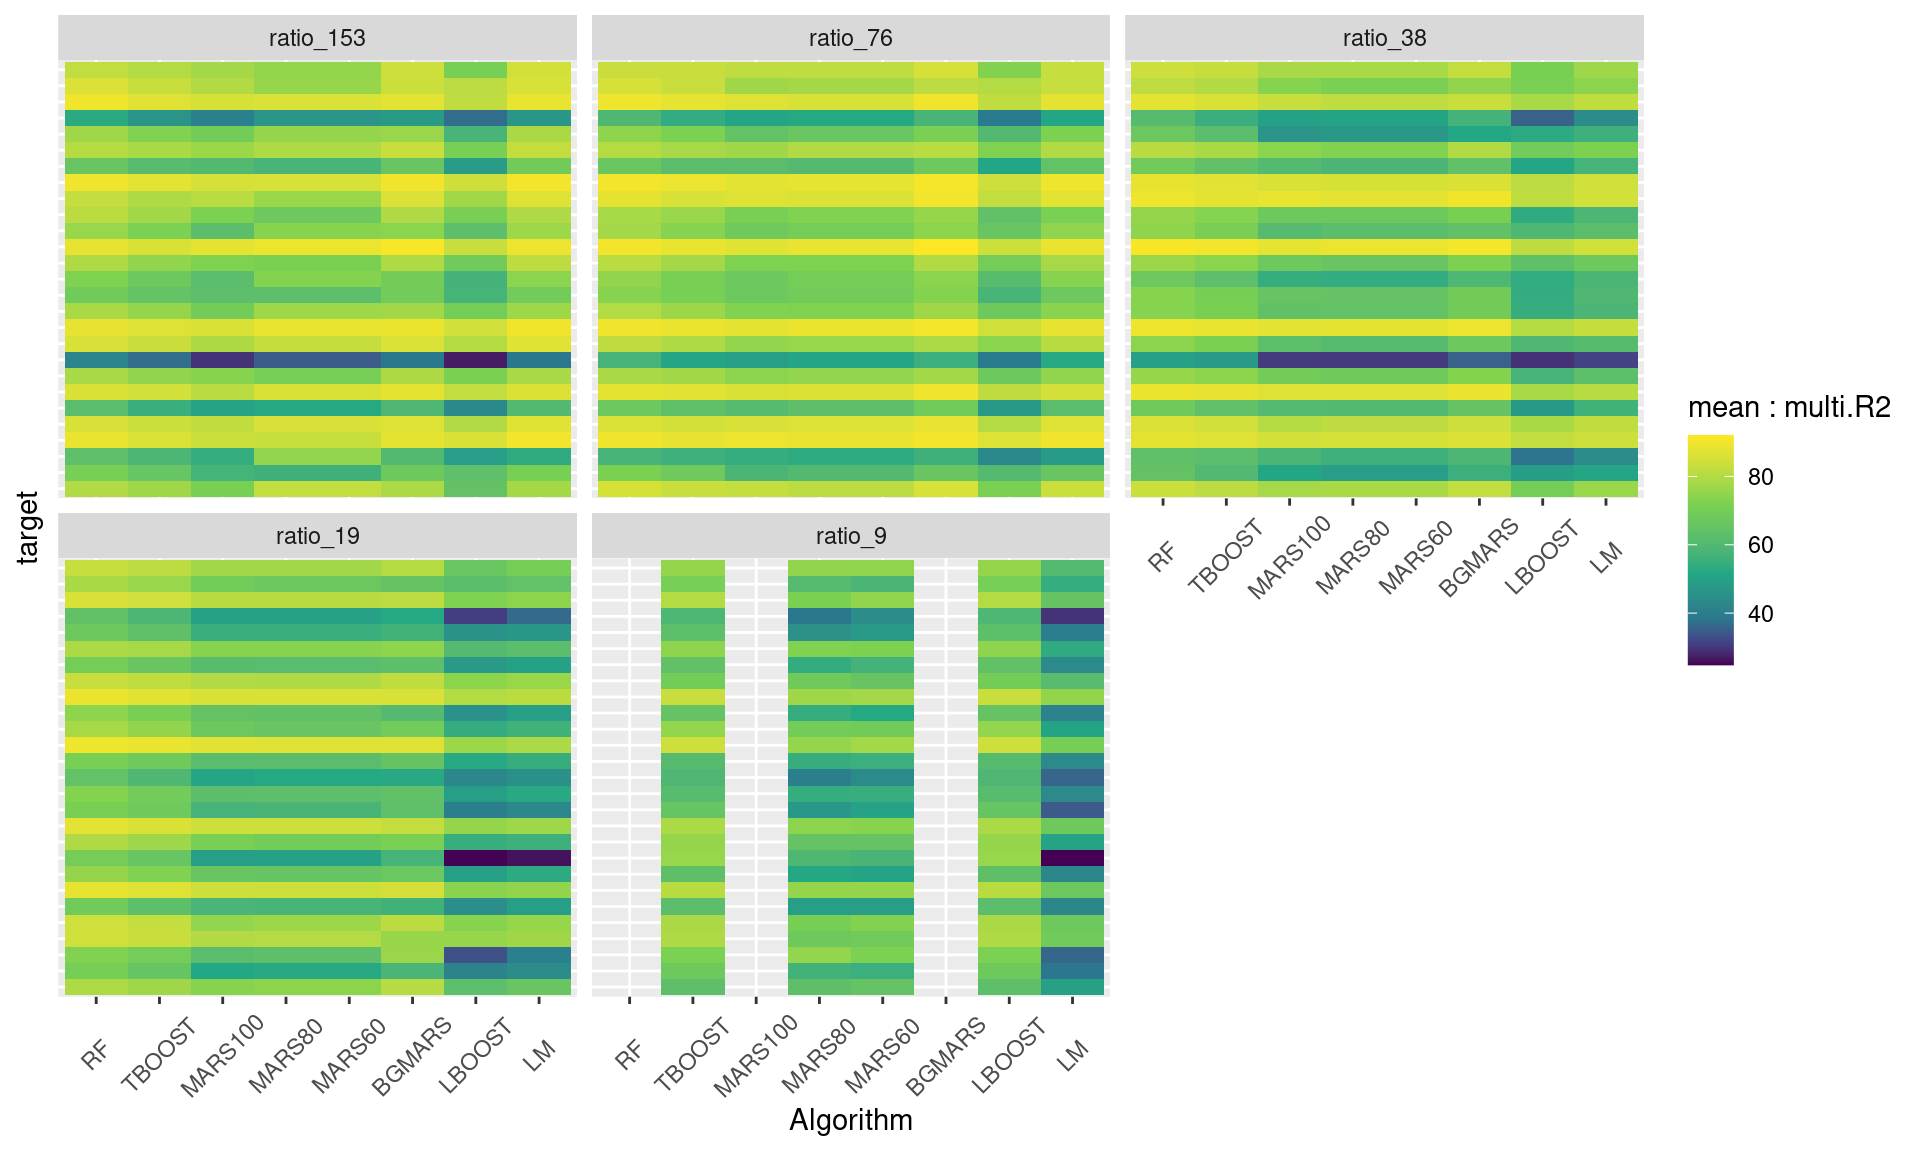 ratio_153
ratio_76
ratio_38
target
mean : multi.R2
80
60
40
RF
TBOOST
MARS100
MARS80
MARS60
BGMARS
LBOOST
LM
ratio_19
ratio_9
RF
TBOOST
MARS100
MARS80
MARS60
BGMARS
LBOOST
LM
RF
TBOOST
MARS100
MARS80
MARS60
BGMARS
LBOOST
LM
Algorithm